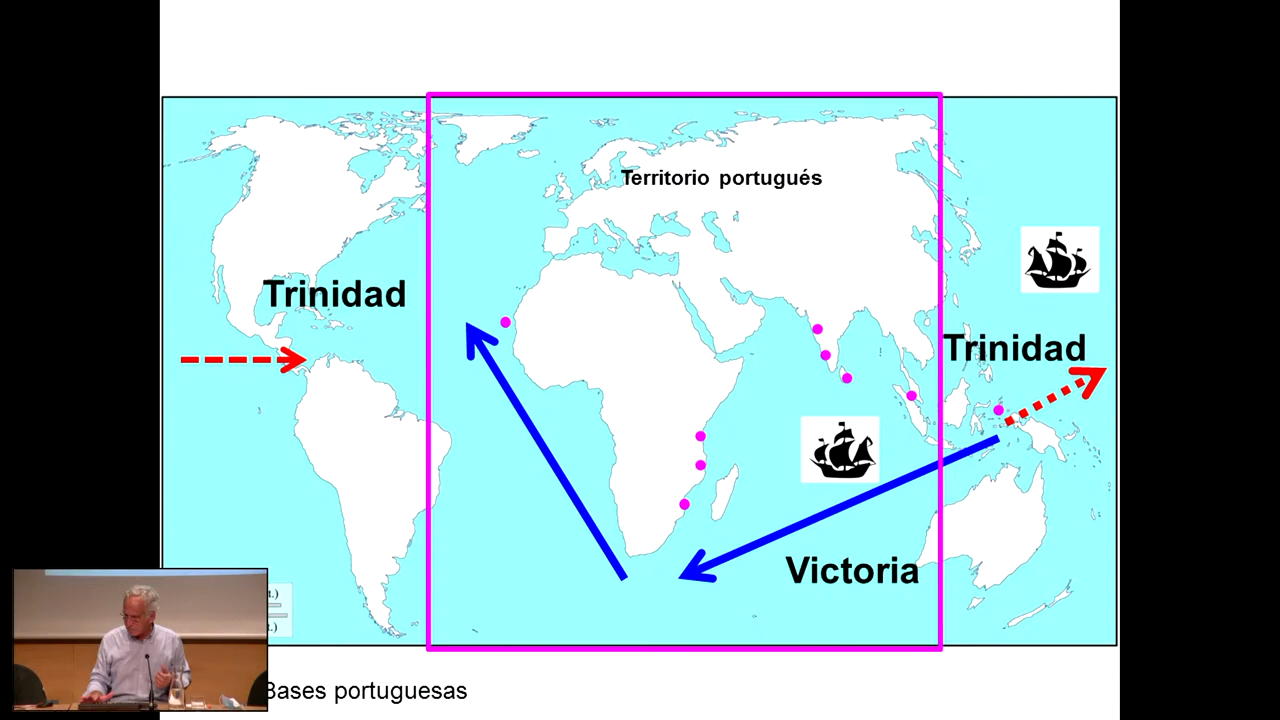 Territorio portugués
Trinidad
Trinidad
Victoria
t.)
t.)
Bases portuguesas